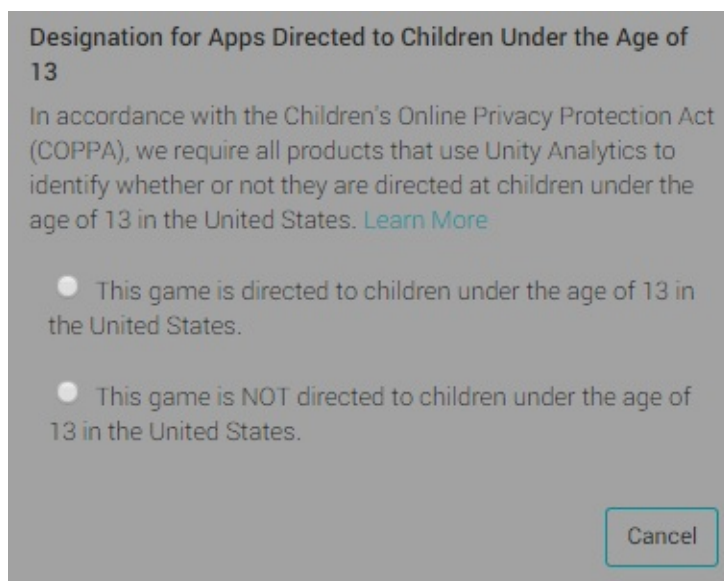 Designation for Apps Directed to Children Under the Age of
13
In accordance with the Children's Online Privacy Protection Act
(COPPA), we require all products that use Unity Analytics to
identify whether or not they are directed at children under the
age of 13 in the United States. Learn More
This game is directed to children under the age of 13 in
the United States.
This game is NOT directed to children under the age of
13 in the United States.
Cancel